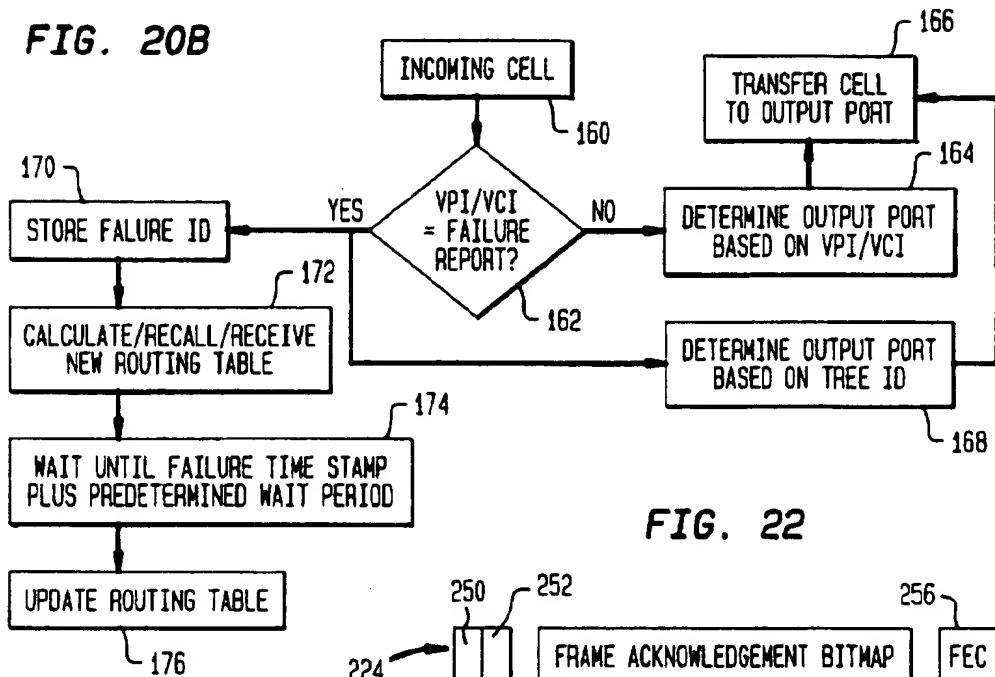 FIG. 20B
INCOMING CELL
160
VPI/VCI
= FAILURE
REPORT?
162
YES
NO
166
TRANSFER CELL
TO OUTPUT PORT
164
DETERMINE OUTPUT PORT
BASED ON VPI/VCI
DETERMINE OUTPUT PORT
BASED ON TREE ID
168
170
STORE FALURE ID
172
CALCULATE/RECALL/RECEIVE
NEW ROUTING TABLE
174
WAIT UNTIL FAILURE TIME STAMP
PLUS PREDETERMINED WAIT PERIOD
UPDATE ROUTING TABLE
176
FIG. 22
224
250
252
FRAME ACKNOWLEDGEMENT BITMAP
256
FEC